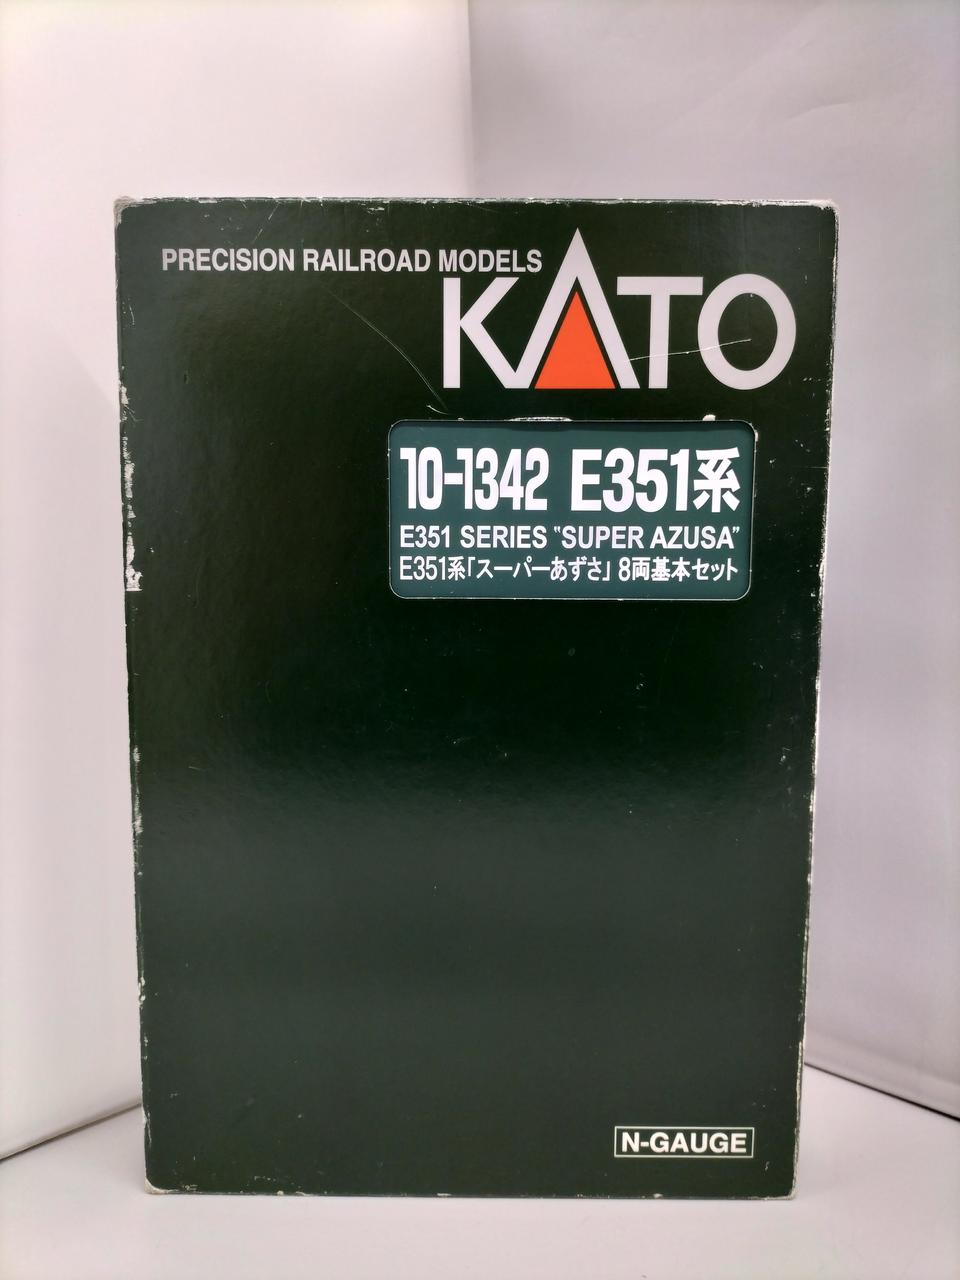 PRECISION RAILROAD MODELS
KATO
10-1342 E351系
E351 SERIES "SUPER AZUSA"
E351系「スーパーあずさ」8両基本セット
N-GAUGE